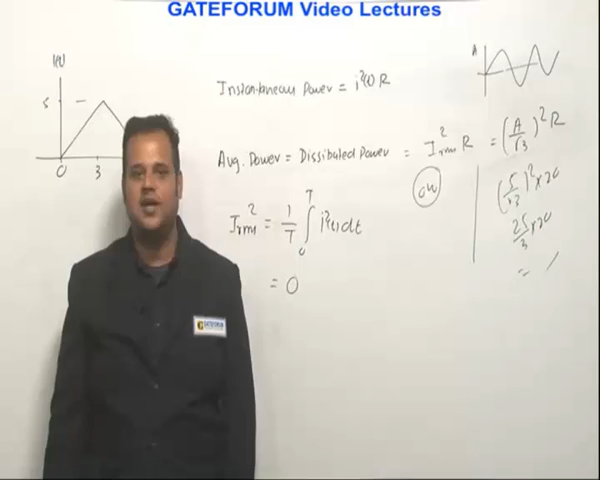 GATEFORUM Video Lectures
i(t)
5
0 3
Instantaneous Power = i²(t) R
A
Avg. Power = Dissibated Power = I²rms R = (A/√3)² R
I²rms = 1/T ∫₀ᵀ i²(t) dt
= 0
(5/√3)² × 20
25/3 × 20
=
GATEFORUM